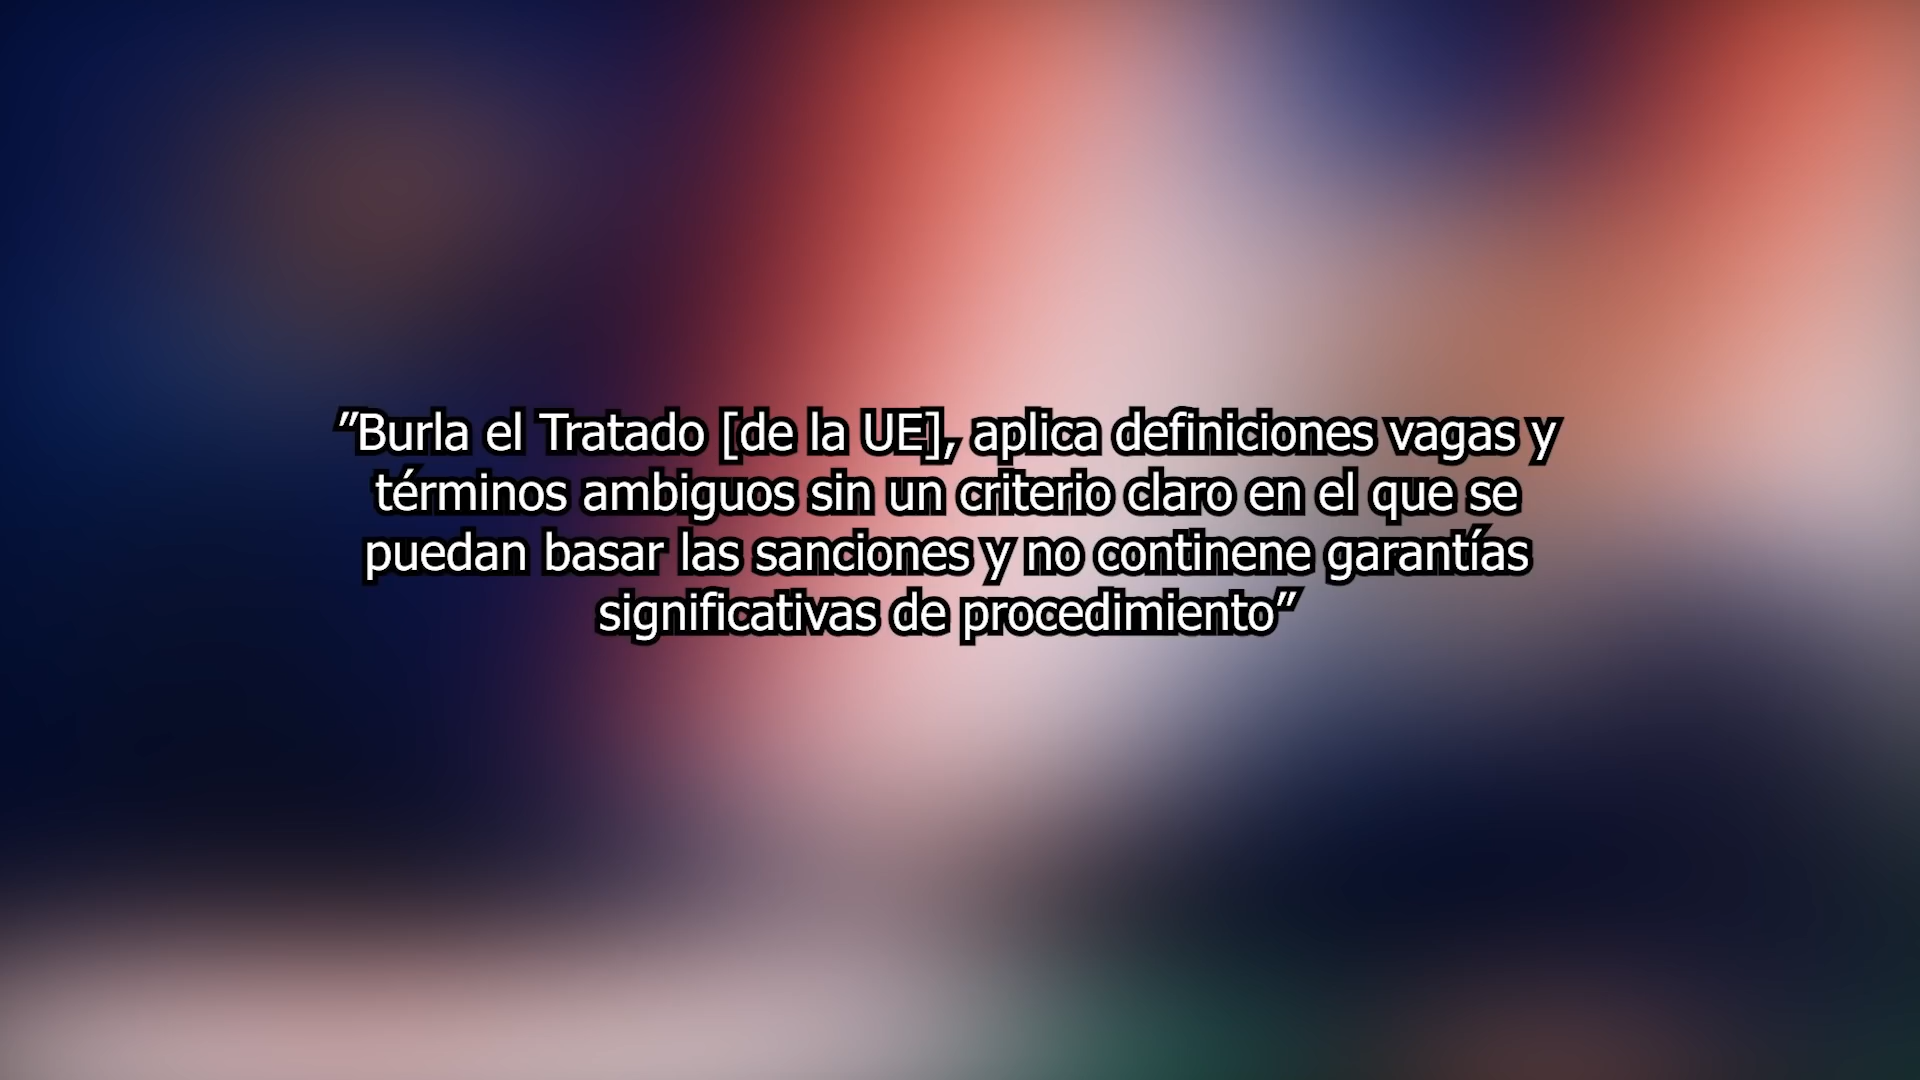 ”Burla el Tratado [de la UE], aplica definiciones vagas y
términos ambiguos sin un criterio claro en el que se
puedan basar las sanciones y no continene garantías
significativas de procedimiento”